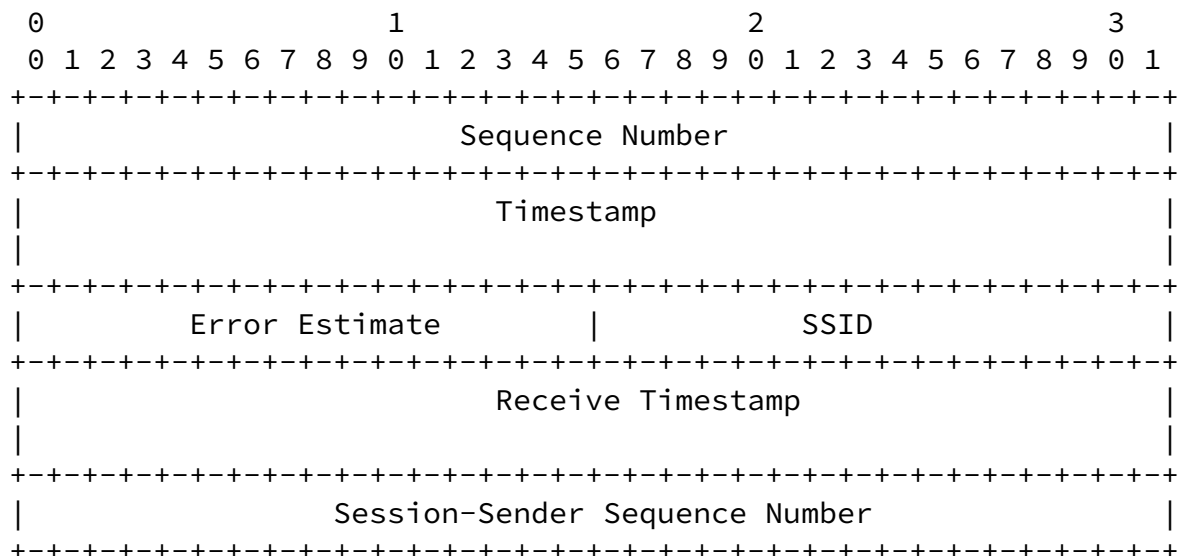 0                   1                   2                   3
 0 1 2 3 4 5 6 7 8 9 0 1 2 3 4 5 6 7 8 9 0 1 2 3 4 5 6 7 8 9 0 1
+-+-+-+-+-+-+-+-+-+-+-+-+-+-+-+-+-+-+-+-+-+-+-+-+-+-+-+-+-+-+-+-+
|                        Sequence Number                        |
+-+-+-+-+-+-+-+-+-+-+-+-+-+-+-+-+-+-+-+-+-+-+-+-+-+-+-+-+-+-+-+-+
|                          Timestamp                            |
|                                                               |
+-+-+-+-+-+-+-+-+-+-+-+-+-+-+-+-+-+-+-+-+-+-+-+-+-+-+-+-+-+-+-+-+
|         Error Estimate        |           SSID                |
+-+-+-+-+-+-+-+-+-+-+-+-+-+-+-+-+-+-+-+-+-+-+-+-+-+-+-+-+-+-+-+-+
|                          Receive Timestamp                    |
|                                                               |
+-+-+-+-+-+-+-+-+-+-+-+-+-+-+-+-+-+-+-+-+-+-+-+-+-+-+-+-+-+-+-+-+
|                 Session-Sender Sequence Number                |
+-+-+-+-+-+-+-+-+-+-+-+-+-+-+-+-+-+-+-+-+-+-+-+-+-+-+-+-+-+-+-+-+